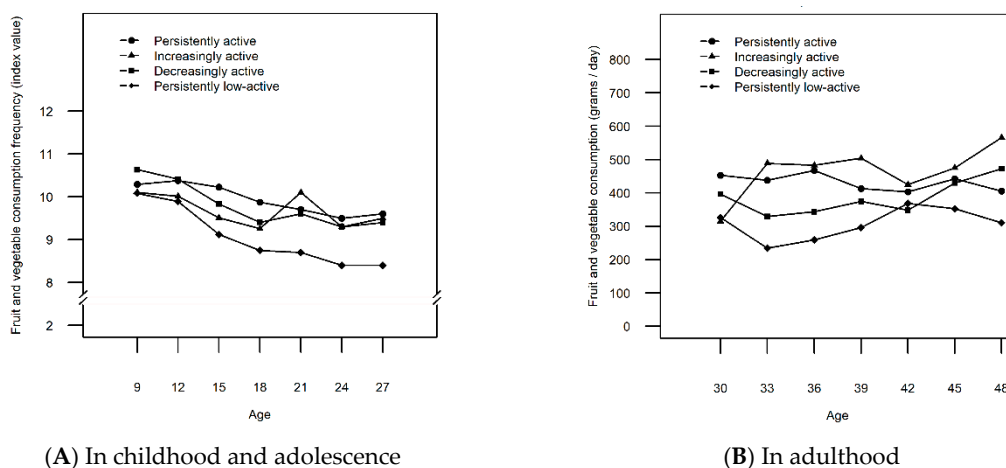 Fruit and vegetable consumption frequency (index value)
Persistently active
Increasingly active
Decreasingly active
Persistently low-active
12
11
10
9
8
2
9 12 15 18 21 24 27
Age
(A) In childhood and adolescence
Fruit and vegetable consumption (grams / day)
Persistently active
Increasingly active
Decreasingly active
Persistently low-active
800
700
600
500
400
300
200
100
0
30 33 36 39 42 45 48
Age
(B) In adulthood